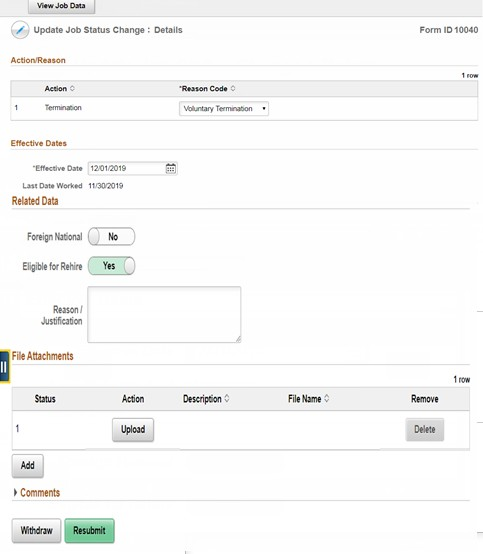 View Job Data
Update Job Status Change : Details Form ID 10040
Action/Reason
1 row
Action *Reason Code
1 Termination Voluntary Termination
Effective Dates
*Effective Date 12/01/2019
Last Date Worked 11/30/2019
Related Data
Foreign National No
Eligible for Rehire Yes
Reason /
Justification
File Attachments
1 row
Status Action Description File Name Remove
1 Upload Delete
Add
Comments
Withdraw Resubmit